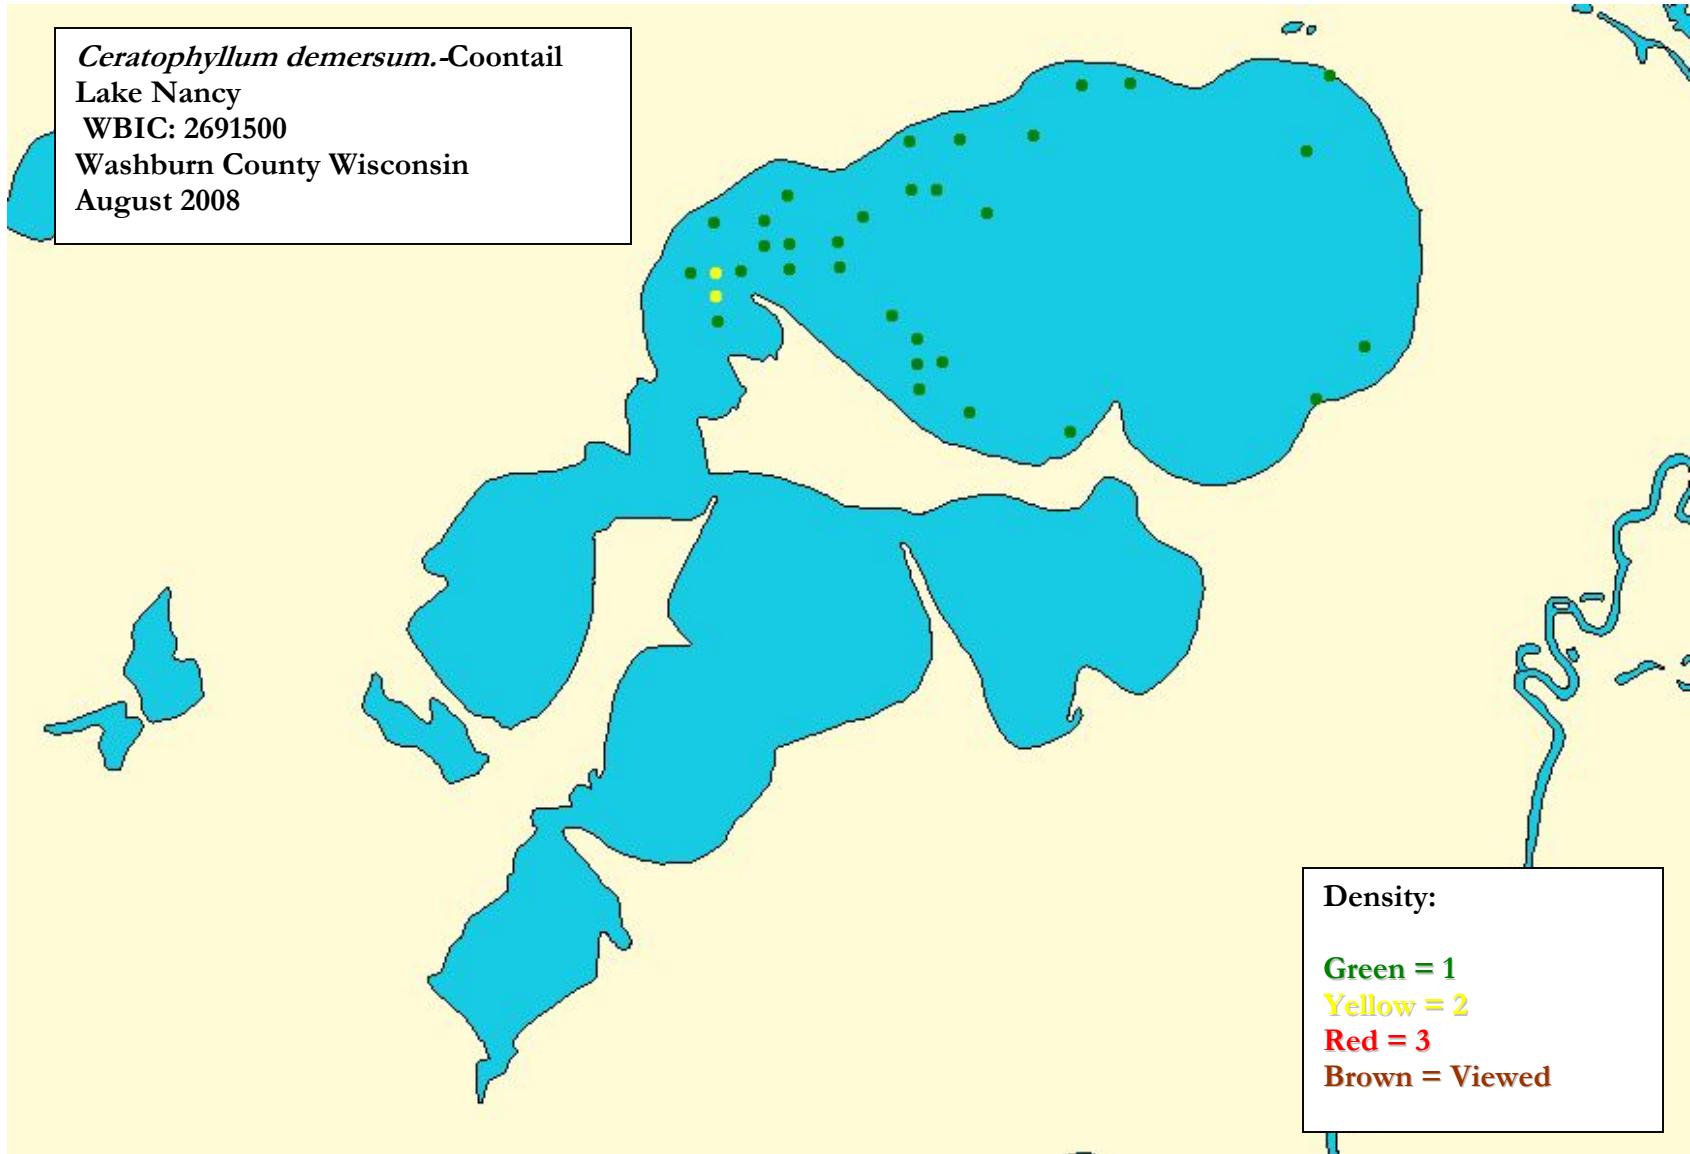 Ceratophyllum demersum.-Coontail
Lake Nancy
WBIC: 2691500
Washburn County Wisconsin
August 2008
Density:
Green = 1
Yellow = 2
Red = 3
Brown = Viewed